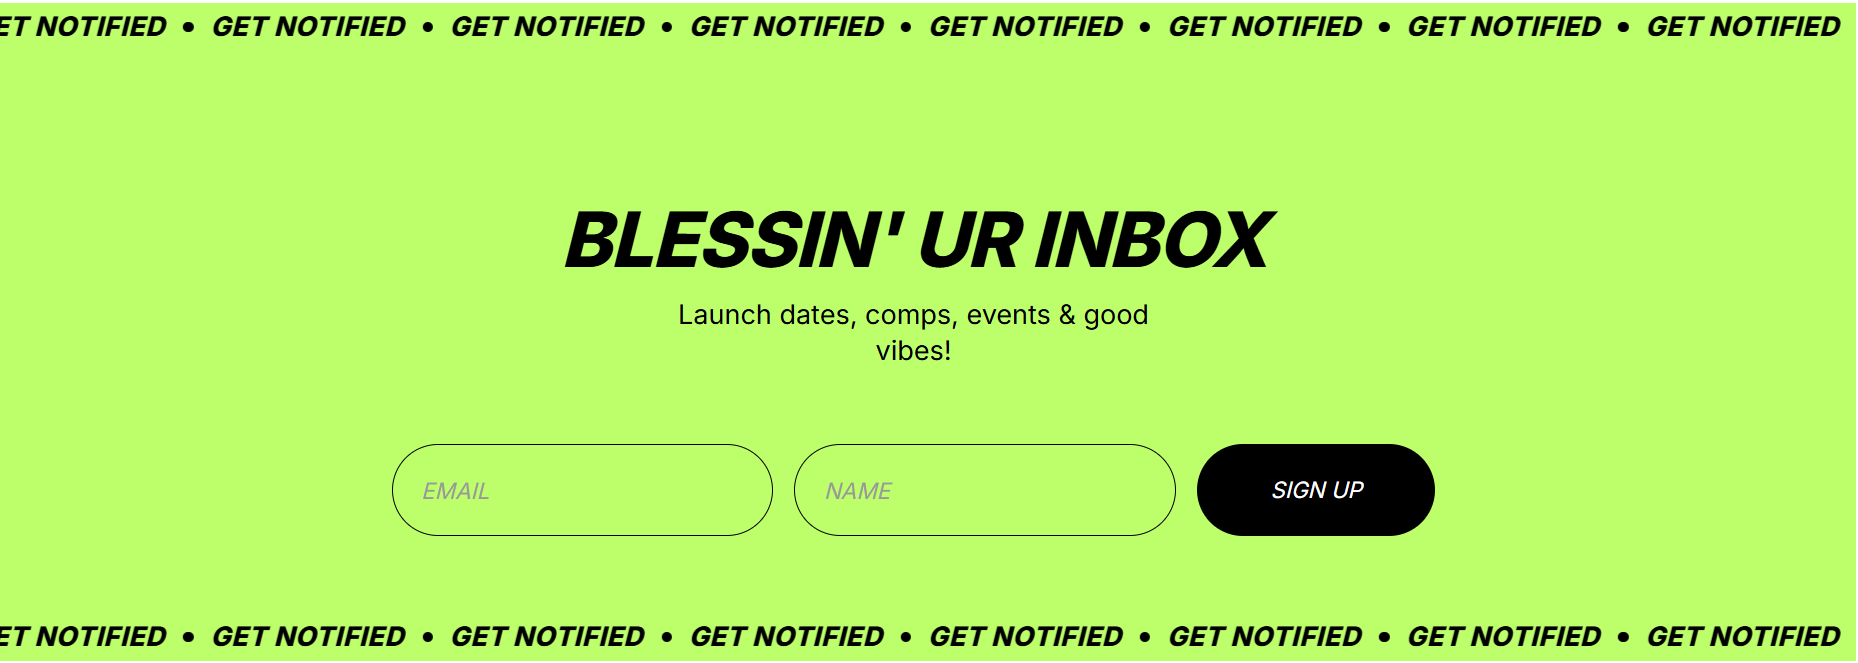 ET NOTIFIED • GET NOTIFIED • GET NOTIFIED • GET NOTIFIED • GET NOTIFIED • GET NOTIFIED • GET NOTIFIED • GET NOTIFIED
BLESSIN' UR INBOX
Launch dates, comps, events & good
vibes!
EMAIL NAME SIGN UP
ET NOTIFIED • GET NOTIFIED • GET NOTIFIED • GET NOTIFIED • GET NOTIFIED • GET NOTIFIED • GET NOTIFIED • GET NOTIFIED